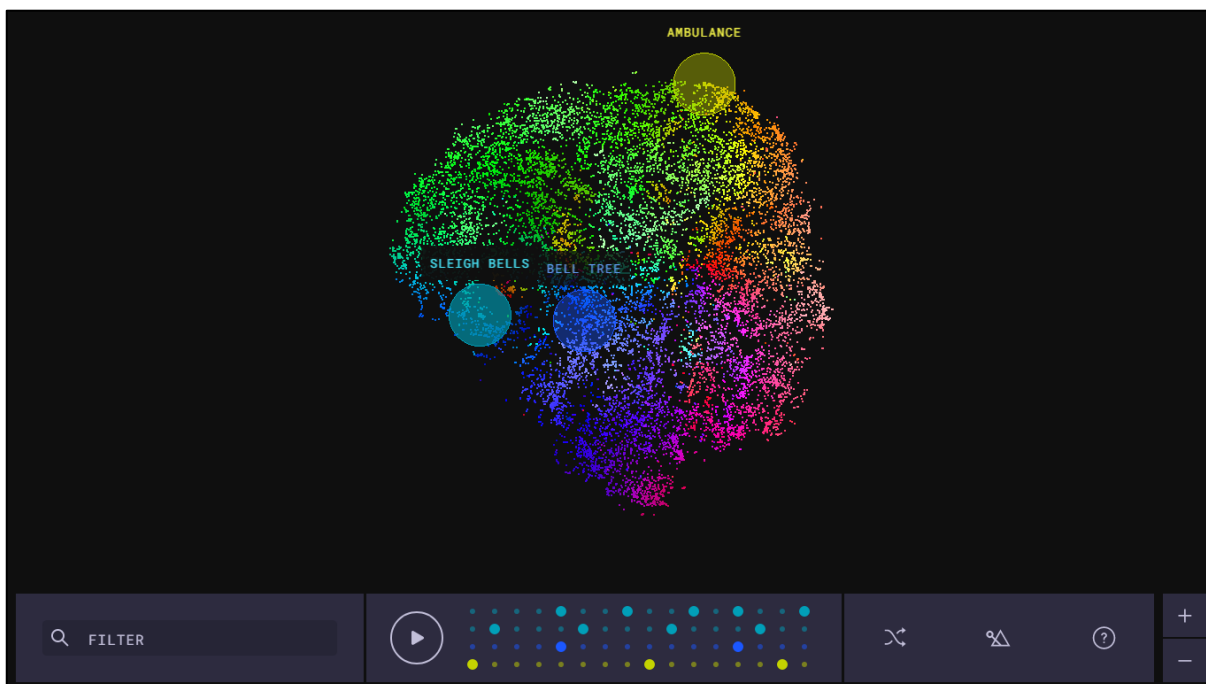 AMBULANCE
SLEIGH BELLS
BELL TREE
FILTER
?
+
−